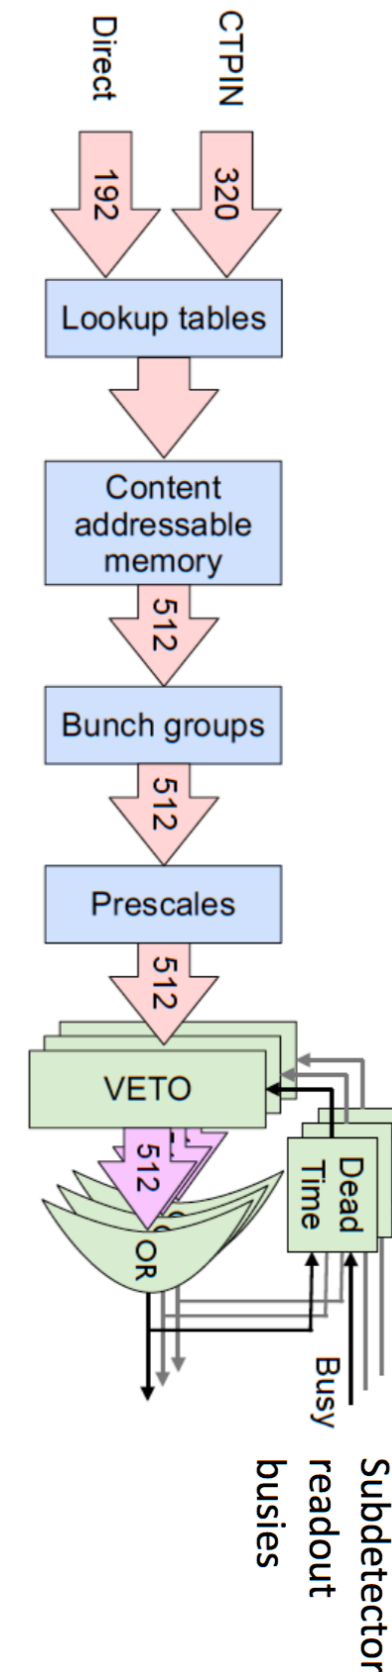 Direct
CTPIN
192
320
Lookup tables
Content
addressable
memory
512
Bunch groups
512
Prescales
512
VETO
512
OR
Dead
Time
Busy
Subdetector
readout
busies